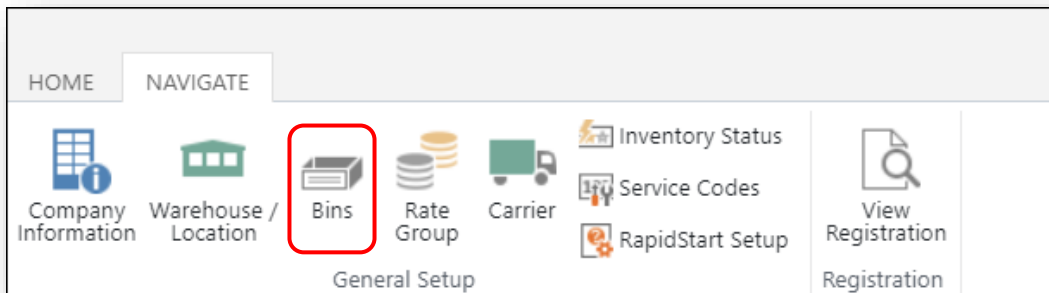 HOME
NAVIGATE
Company
Information
Warehouse /
Location
Bins
Rate
Group
Carrier
Inventory Status
Service Codes
RapidStart Setup
General Setup
View
Registration
Registration